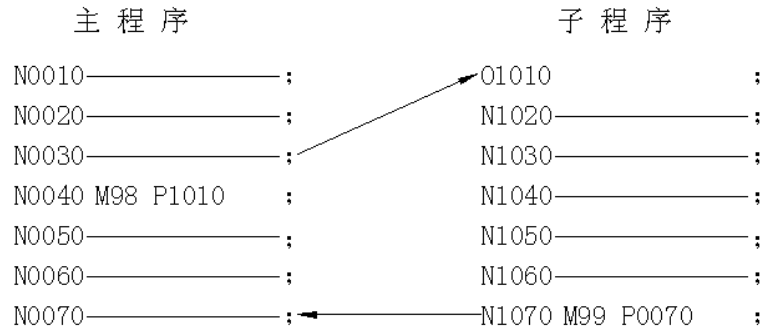 主程序
N0010 ;
N0020 ;
N0030 ;
N0040 M98 P1010 ;
N0050 ;
N0060 ;
N0070 ;
子程序
O1010 ;
N1020 ;
N1030 ;
N1040 ;
N1050 ;
N1060 ;
N1070 M99 P0070 ;